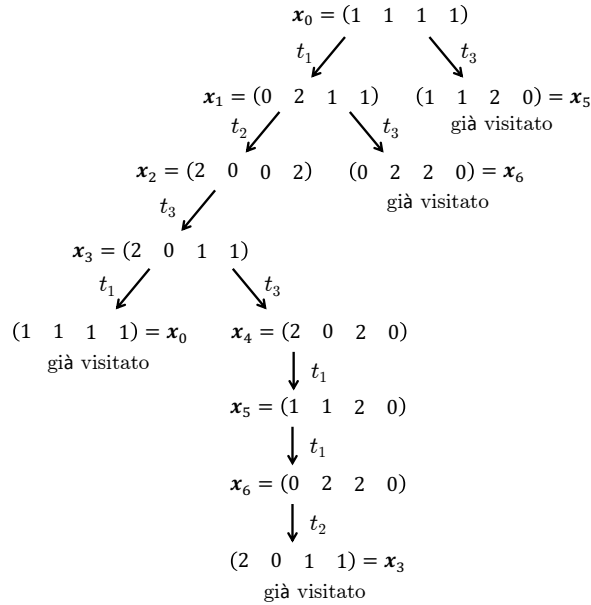 x₀ = (1 1 1 1)
t₁ t₃
x₁ = (0 2 1 1) (1 1 2 0) = x₅
già visitato
t₂ t₃
x₂ = (2 0 0 2) (0 2 2 0) = x₆
già visitato
t₃
x₃ = (2 0 1 1)
t₁ t₃
(1 1 1 1) = x₀ x₄ = (2 0 2 0)
già visitato
t₁
x₅ = (1 1 2 0)
t₁
x₆ = (0 2 2 0)
t₂
(2 0 1 1) = x₃
già visitato